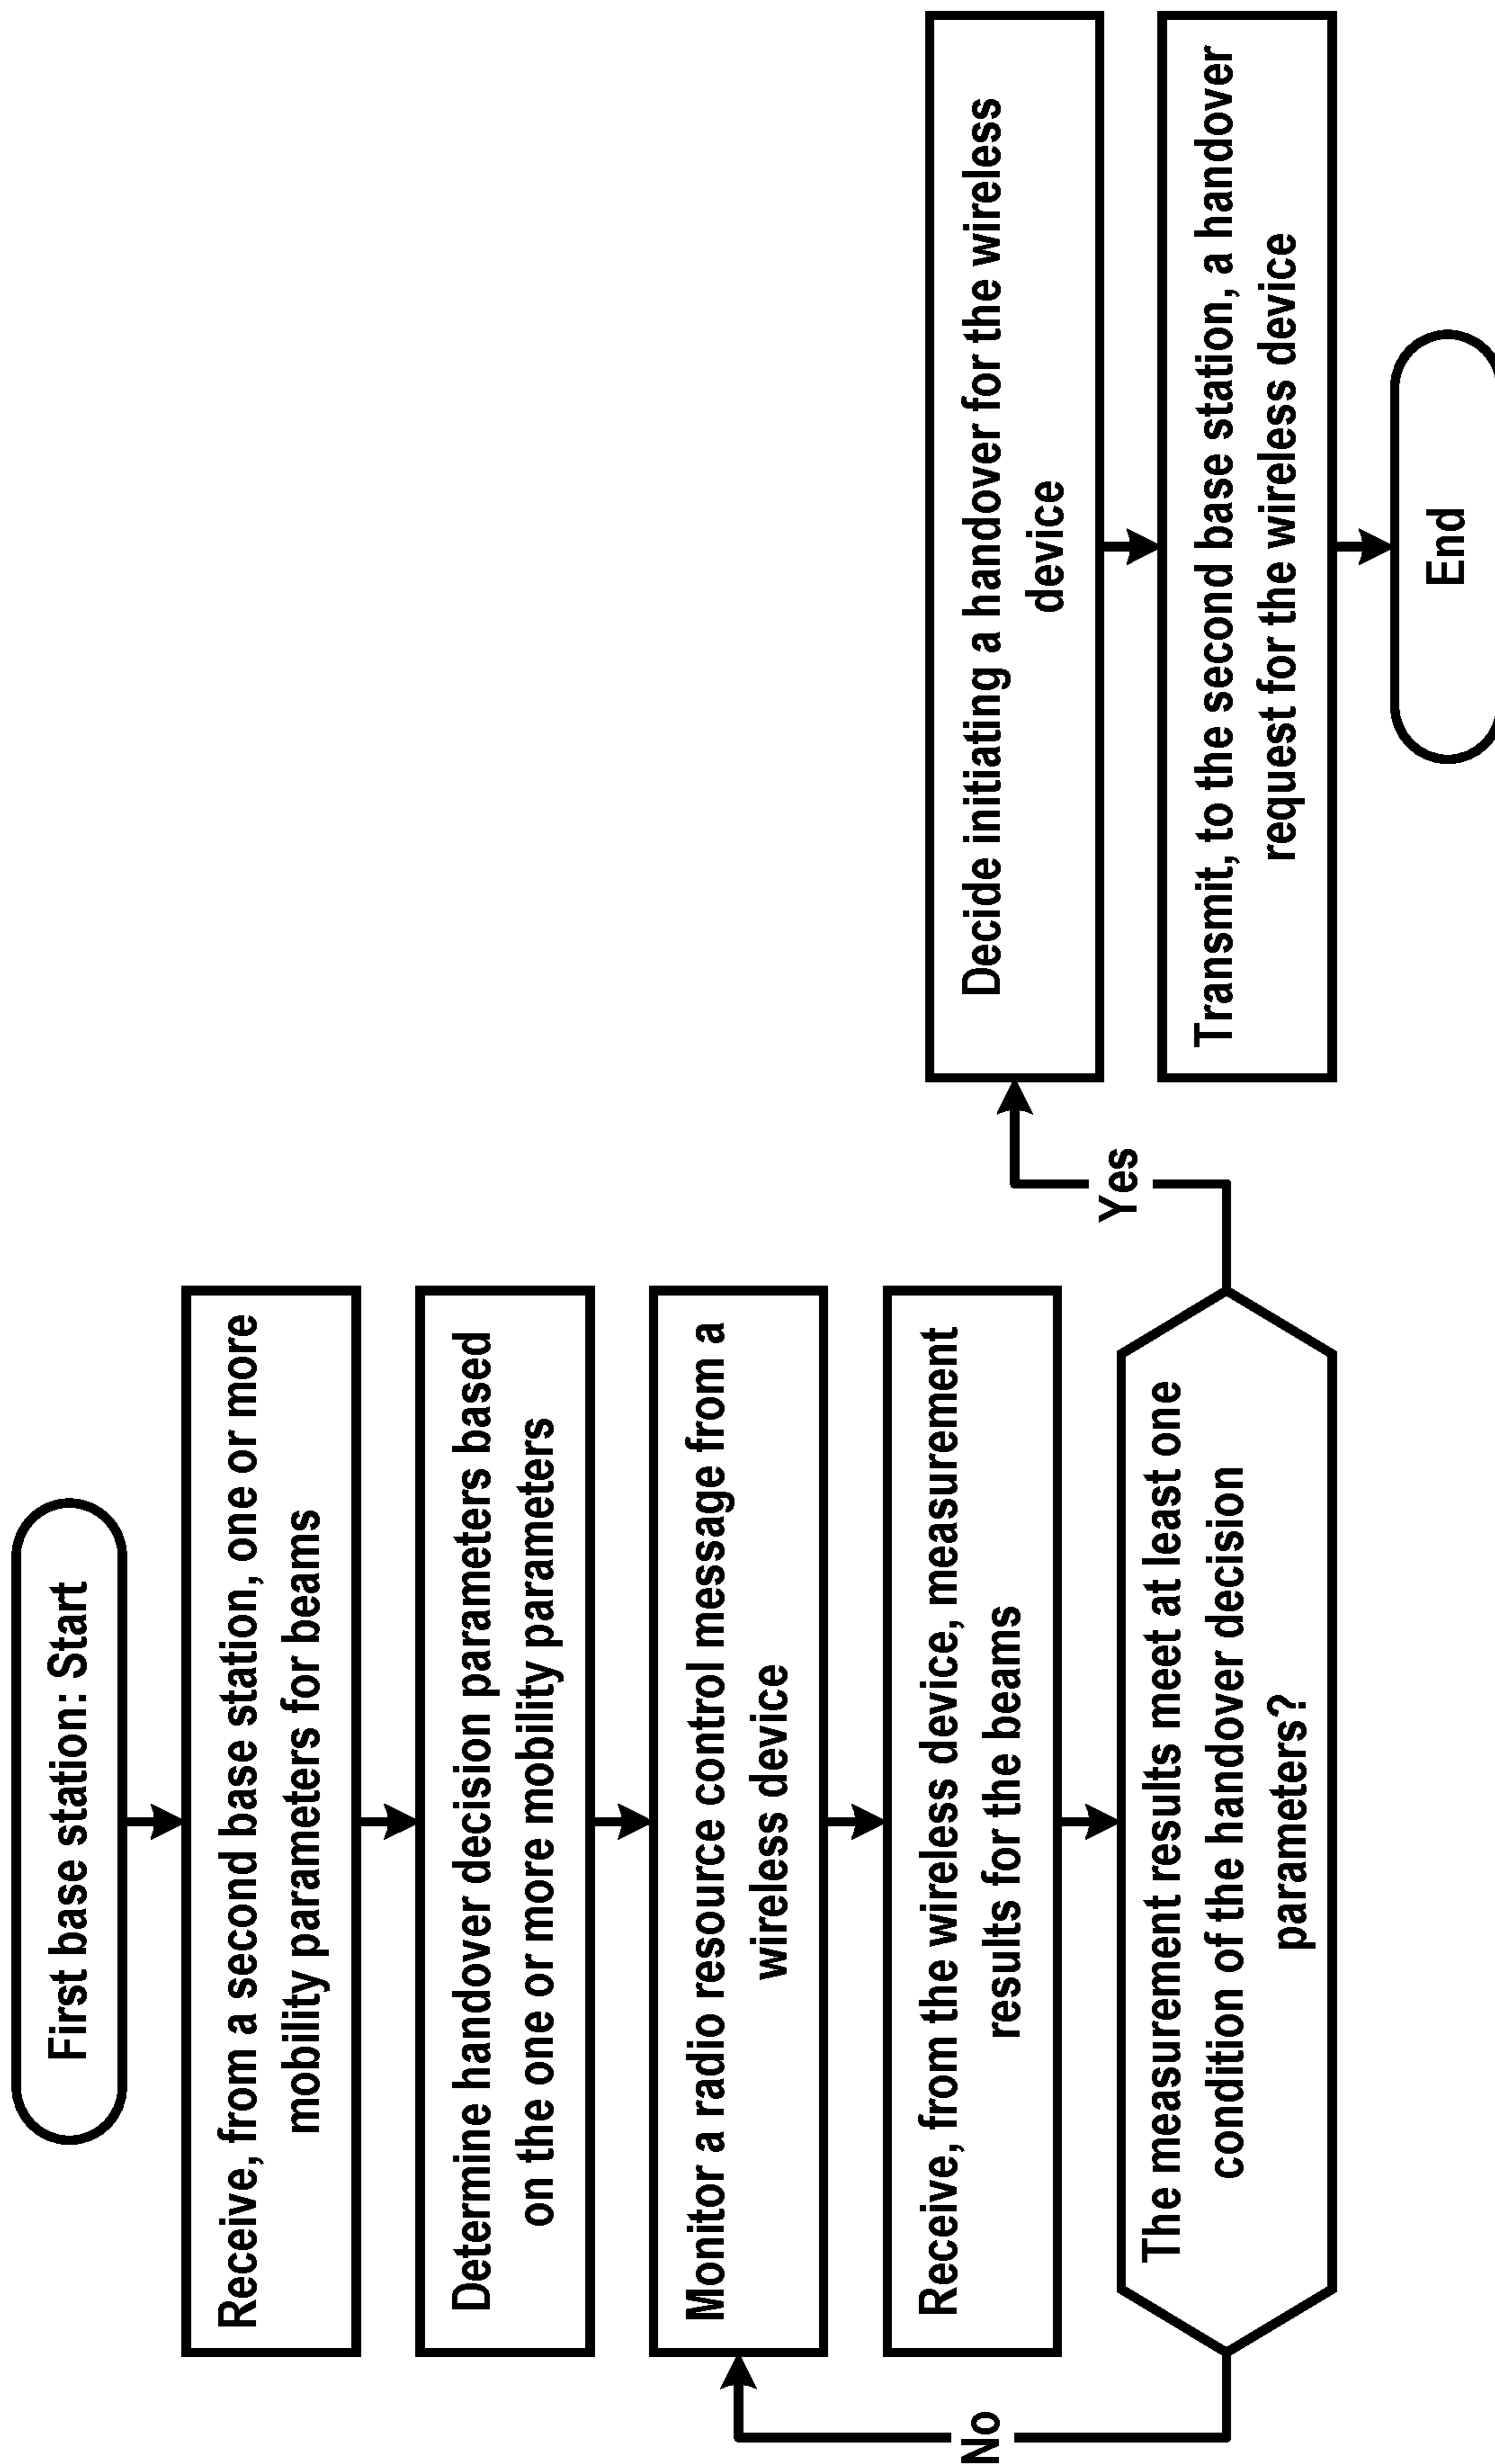 First base station: Start
Receive, from a second base station, one or more
mobility parameters for beams
Determine handover decision parameters based
on the one or more mobility parameters
Monitor a radio resource control message from a
wireless device
Receive, from the wireless device, measurement
results for the beams
The measurement results meet at least one
condition of the handover decision
parameters?
No
Yes
Decide initiating a handover for the wireless
device
Transmit, to the second base station, a handover
request for the wireless device
End